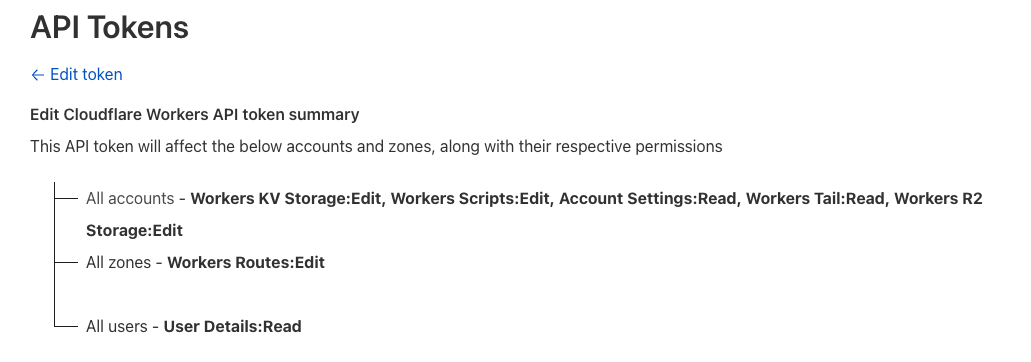 API Tokens
← Edit token
Edit Cloudflare Workers API token summary
This API token will affect the below accounts and zones, along with their respective permissions
All accounts - Workers KV Storage:Edit, Workers Scripts:Edit, Account Settings:Read, Workers Tail:Read, Workers R2
Storage:Edit
All zones - Workers Routes:Edit
All users - User Details:Read